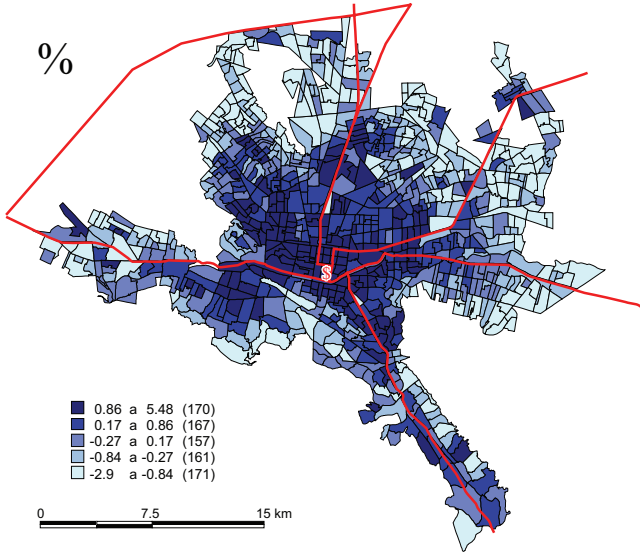 %
$
0.86 a 5.48 (170)
0.17 a 0.86 (167)
-0.27 a 0.17 (157)
-0.84 a -0.27 (161)
-2.9 a -0.84 (171)
0 7.5 15 km